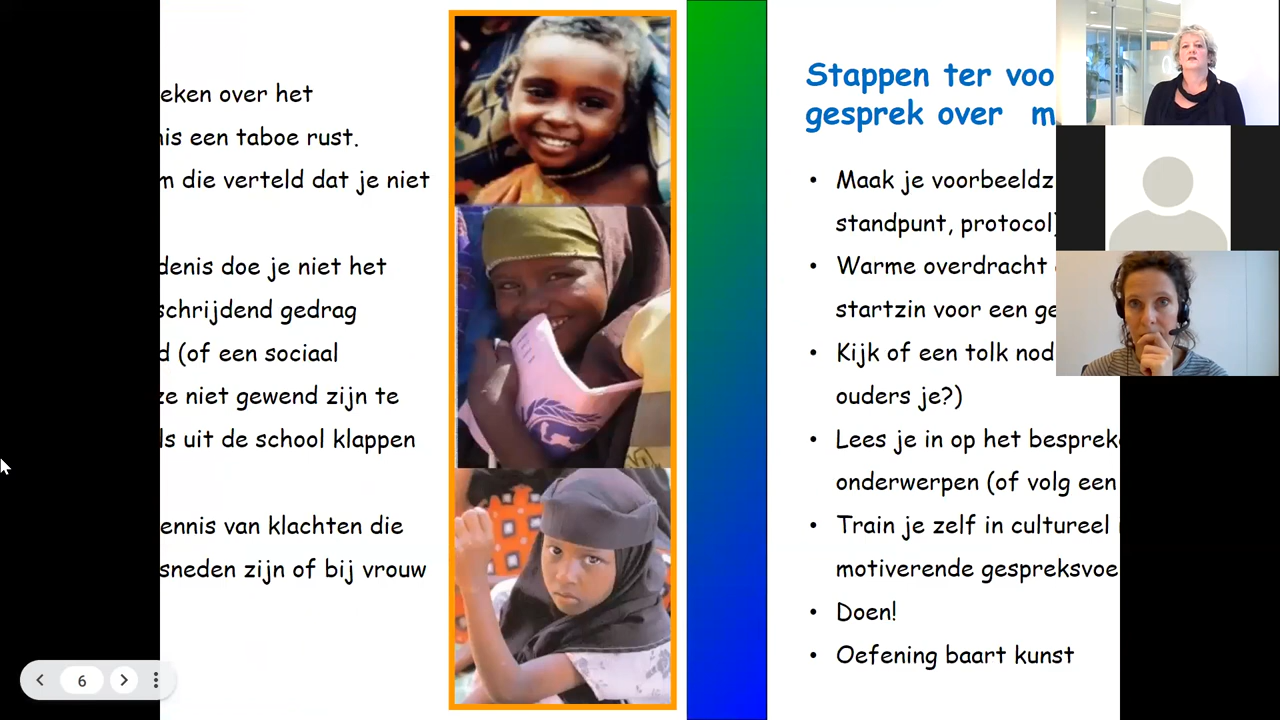 eken over het
is een taboe rust.
die verteld dat je niet
denis doe je niet het
schrijdend gedrag
d (of een sociaal
ze niet gewend zijn te
ls uit de school klappen
ennis van klachten die
sneden zijn of bij vrouw
Stappen ter voo
gesprek over m
Maak je voorbeeldz
standpunt, protocol)
Warme overdracht
startzin voor een ge
Kijk of een tolk nod
ouders je?)
Lees je in op het besprek
onderwerpen (of volg een
Train je zelf in cultureel
motiverende gespreksvoe
Doen!
Oefening baart kunst
6